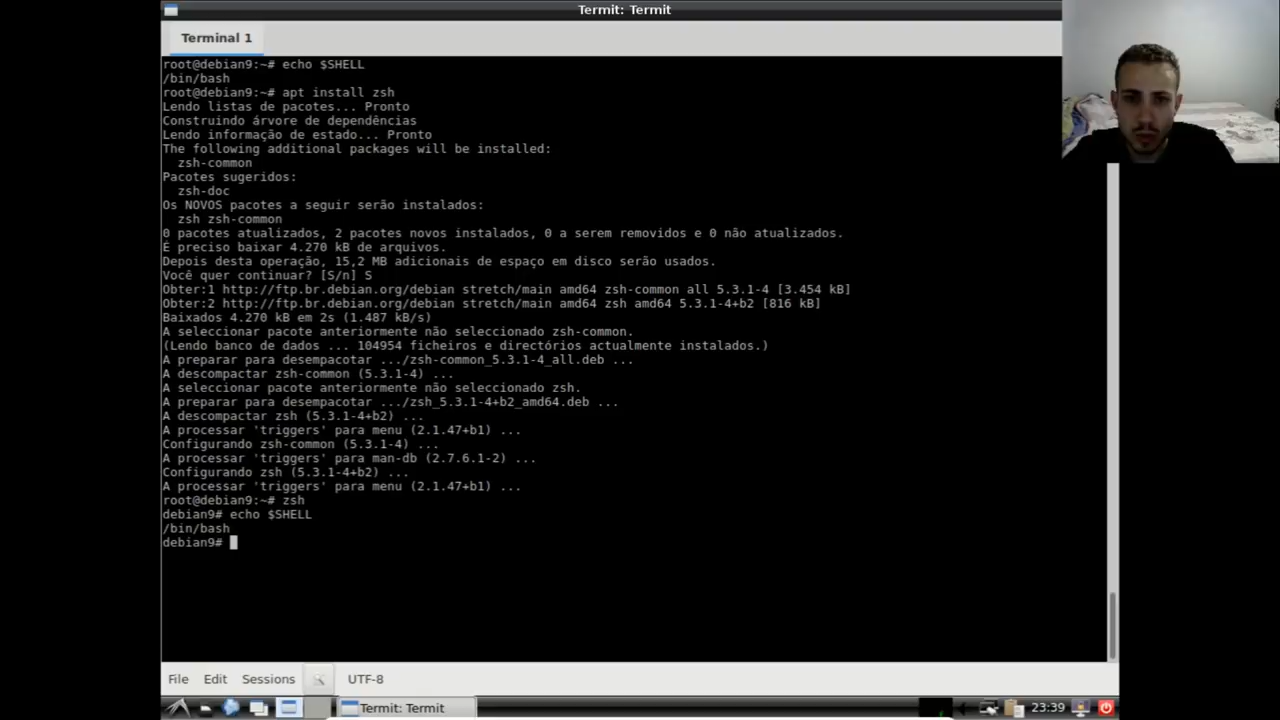 Termit: Termit
Terminal 1
root@debian9:~# echo $SHELL
/bin/bash
root@debian9:~# apt install zsh
Lendo listas de pacotes... Pronto
Construindo árvore de dependências
Lendo informação de estado... Pronto
The following additional packages will be installed:
zsh-common
Pacotes sugeridos:
zsh-doc
Os NOVOS pacotes a seguir serão instalados:
zsh zsh-common
0 pacotes atualizados, 2 pacotes novos instalados, 0 a serem removidos e 0 não atualizados.
É preciso baixar 4.270 kB de arquivos.
Depois desta operação, 15,2 MB adicionais de espaço em disco serão usados.
Você quer continuar? [S/n] S
Obter:1 http://ftp.br.debian.org/debian stretch/main amd64 zsh-common all 5.3.1-4 [3.454 kB]
Obter:2 http://ftp.br.debian.org/debian stretch/main amd64 zsh amd64 5.3.1-4+b2 [816 kB]
Baixados 4.270 kB em 2s (1.487 kB/s)
A seleccionar pacote anteriormente não seleccionado zsh-common.
(Lendo banco de dados ... 104954 ficheiros e directórios actualmente instalados.)
A preparar para desempacotar .../zsh-common_5.3.1-4_all.deb ...
A descompactar zsh-common (5.3.1-4) ...
A seleccionar pacote anteriormente não seleccionado zsh.
A preparar para desempacotar .../zsh_5.3.1-4+b2_amd64.deb ...
A descompactar zsh (5.3.1-4+b2) ...
A processar 'triggers' para menu (2.1.47+b1) ...
Configurando zsh-common (5.3.1-4) ...
A processar 'triggers' para man-db (2.7.6.1-2) ...
Configurando zsh (5.3.1-4+b2) ...
A processar 'triggers' para menu (2.1.47+b1) ...
root@debian9:~# zsh
debian9# echo $SHELL
/bin/bash
debian9#
File Edit Sessions UTF-8
Termit: Termit 23:39